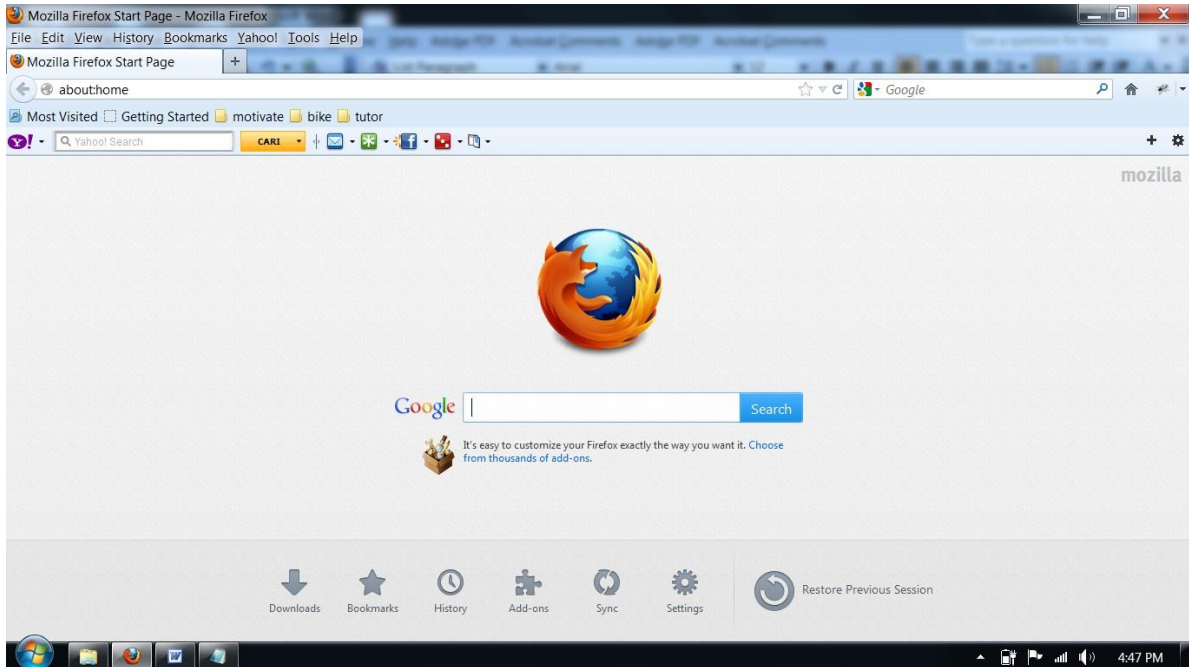 Mozilla Firefox Start Page - Mozilla Firefox
File Edit View History Bookmarks Yahoo! Tools Help
Mozilla Firefox Start Page +
about:home Google
Most Visited Getting Started motivate bike tutor
Y! Yahoo! Search CARI
mozilla
Google Search
It's easy to customize your Firefox exactly the way you want it. Choose
from thousands of add-ons.
Downloads Bookmarks History Add-ons Sync Settings Restore Previous Session
4:47 PM